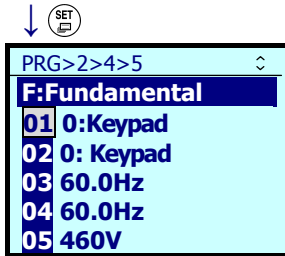 SET
PRG>2>4>5
F:Fundamental
01 0:Keypad
02 0: Keypad
03 60.0Hz
04 60.0Hz
05 460V